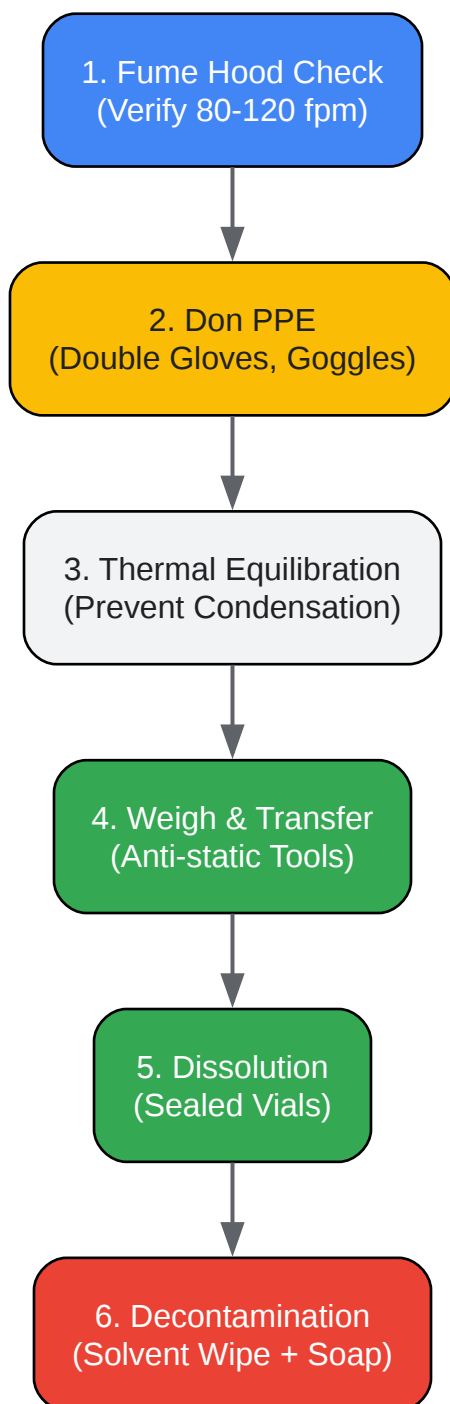 1. Fume Hood Check
(Verify 80-120 fpm)
2. Don PPE
(Double Gloves, Goggles)
3. Thermal Equilibration
(Prevent Condensation)
4. Weigh & Transfer
(Anti-static Tools)
5. Dissolution
(Sealed Vials)
6. Decontamination
(Solvent Wipe + Soap)